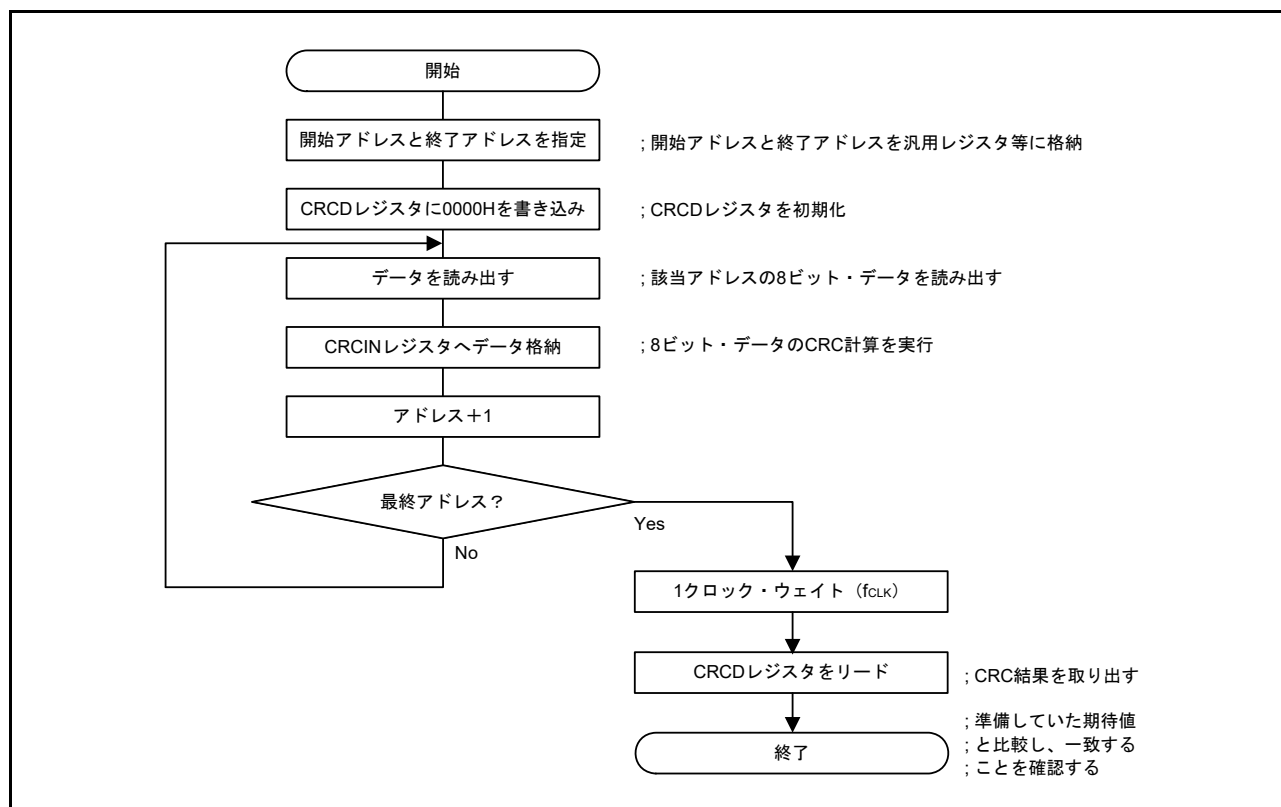 開始
開始アドレスと終了アドレスを指定
; 開始アドレスと終了アドレスを汎用レジスタ等に格納
CRCDレジスタに0000Hを書き込み
; CRCDレジスタを初期化
データを読み出す
; 該当アドレスの8ビット・データを読み出す
CRCINレジスタへデータ格納
; 8ビット・データのCRC計算を実行
アドレス+1
最終アドレス?
Yes
No
1クロック・ウェイト(fCLK)
CRCDレジスタをリード
; CRC結果を取り出す
終了
; 準備していた期待値
; と比較し、一致する
; ことを確認する